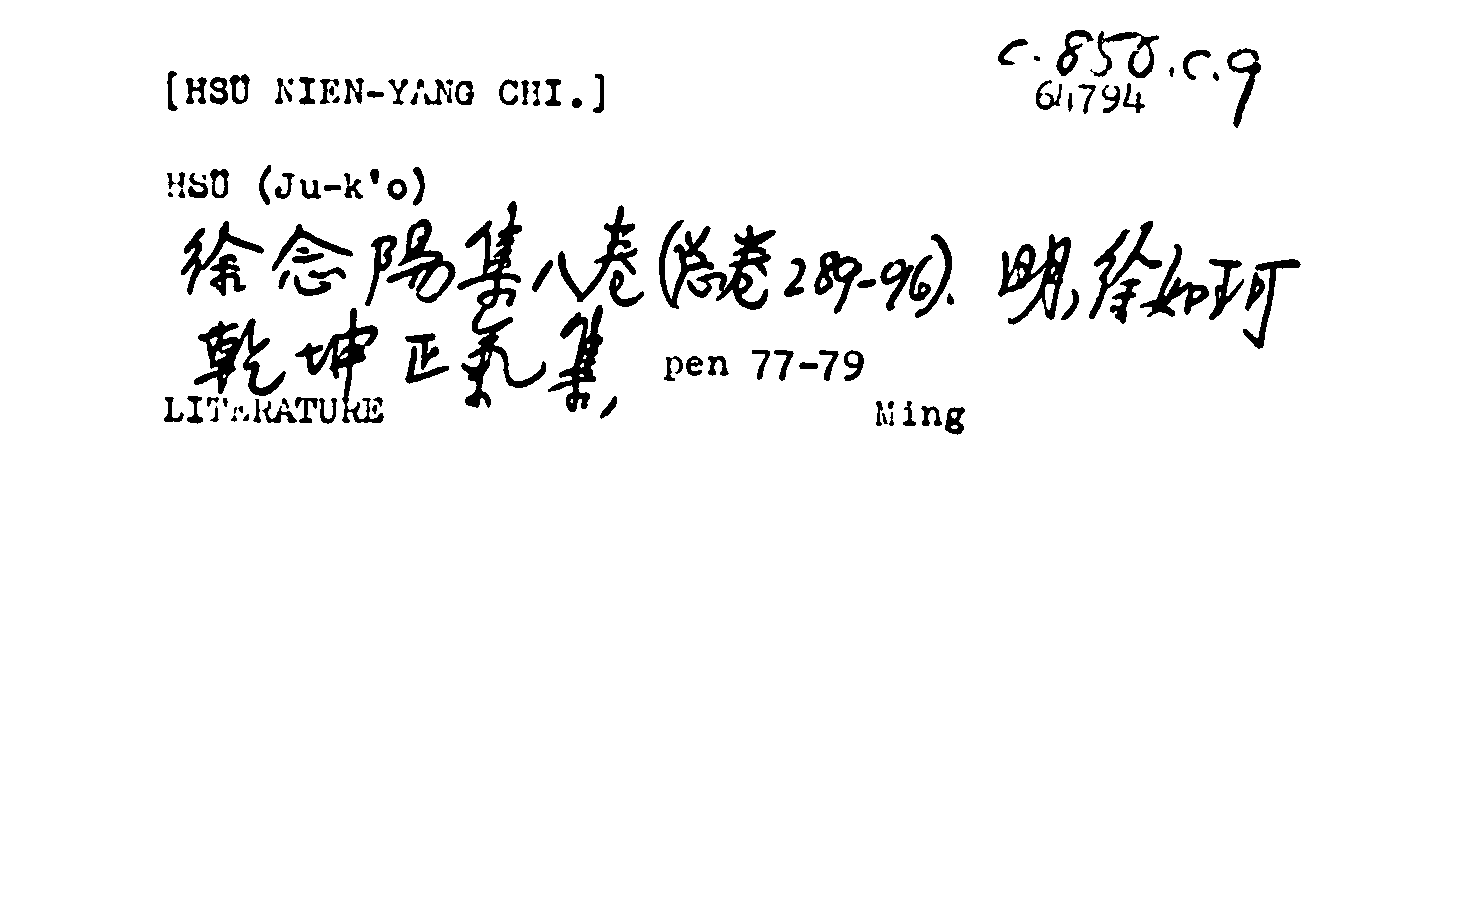 [HSÜ NIEN-YANG CHI.]
c.850.c.9
64794
HSÜ (Ju-k'o)
徐念陽集八卷(总卷289-96). 明,徐如珂
乾坤正氣集, pen 77-79
LITERATURE Ming